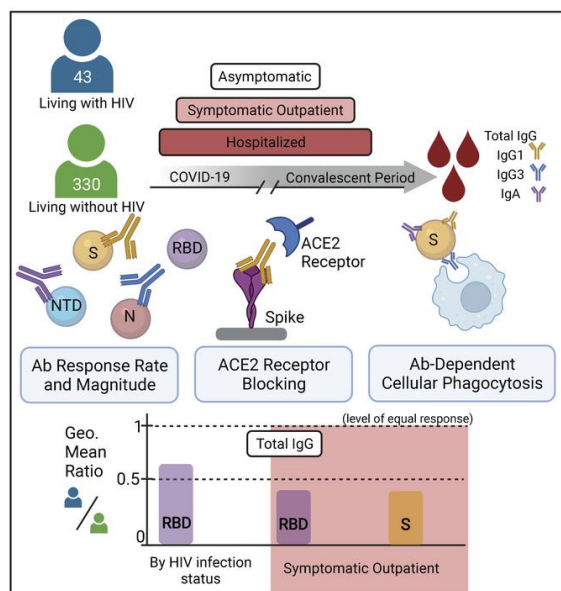 43
Living with HIV
330
Living without HIV
Asymptomatic
Symptomatic Outpatient
Hospitalized
COVID-19
Convalescent Period
Total IgG
IgG1
IgG3
IgA
S
RBD
NTD
N
ACE2
Receptor
Spike
S
Ab Response Rate
and Magnitude
ACE2 Receptor
Blocking
Ab-Dependent
Cellular Phagocytosis
Geo.
Mean
Ratio
1
0.5
0
(level of equal response)
Total IgG
RBD
RBD
S
By HIV infection
status
Symptomatic Outpatient